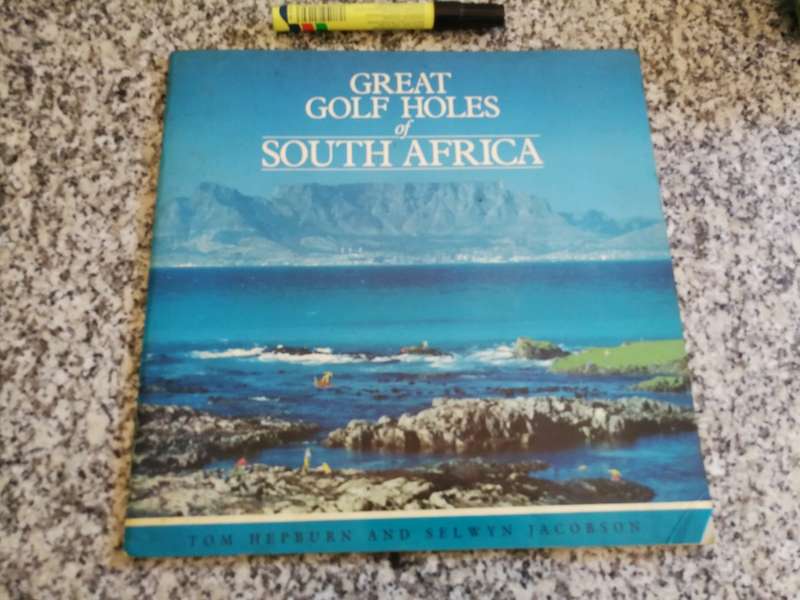 GREAT
GOLF HOLES
of
SOUTH AFRICA
TOM HEPBURN AND SELWYN JACOBSON